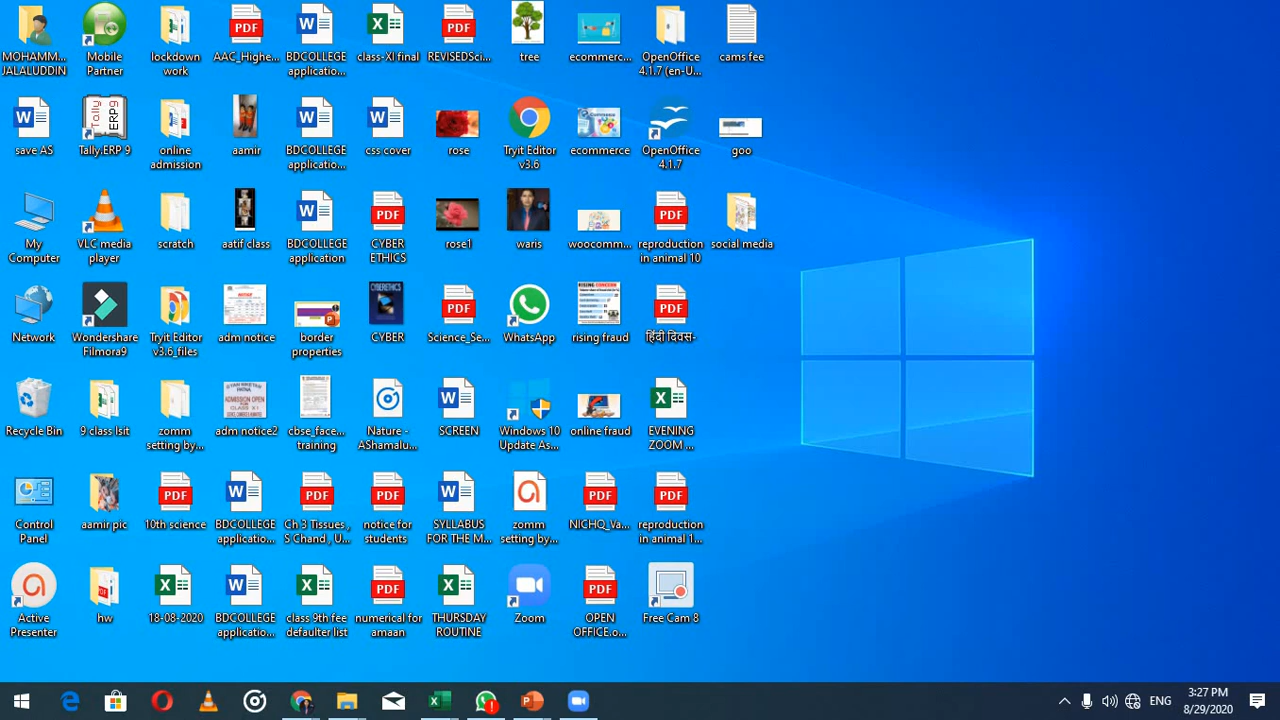 MOHAMM...
JALALUDDIN
Mobile
Partner
lockdown
work
AAC_Highe...
BDCOLLEGE
applicatio...
class-XI final
REVISEDSci...
tree
ecommerc...
OpenOffice
4.1.7 (en-U...
cams fee
save AS
Tally.ERP 9
online
admission
aamir
BDCOLLEGE
applicatio...
css cover
rose
Tryit Editor
v3.6
ecommerce
OpenOffice
4.1.7
goo
My
Computer
VLC media
player
scratch
aatif class
BDCOLLEGE
application
CYBER
ETHICS
rose1
waris
woocomm...
reproduction
in animal 10
social media
Network
Wondershare
Filmora9
Tryit Editor
v3.6_files
adm notice
border
properties
CYBER
Science_Se...
WhatsApp
rising fraud
हिंदी दिवस-
Recycle Bin
9 class lsit
zomm
setting by...
adm notice2
cbse_face...
training
Nature -
AShamalu...
SCREEN
Windows 10
Update As...
online fraud
EVENING
ZOOM ...
Control
Panel
aamir pic
10th science
BDCOLLEGE
applicatio...
Ch 3 Tissues ,
S Chand , U...
notice for
students
SYLLABUS
FOR THE M...
zomm
setting by...
NICHQ_Va...
reproduction
in animal 1...
Active
Presenter
hw
18-08-2020
BDCOLLEGE
applicatio...
class 9th fee
defaulter list
numerical for
amaan
THURSDAY
ROUTINE
Zoom
OPEN
OFFICE.o...
Free Cam 8
ENG
3:27 PM
8/29/2020